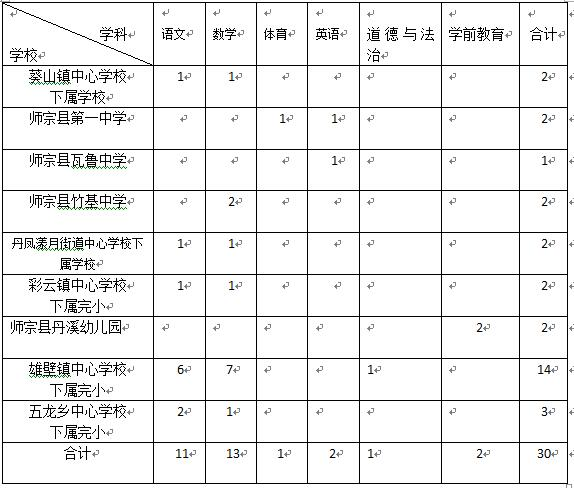 学科
学校
语文 数学 体育 英语 道德与法治 学前教育 合计
葵山镇中心学校
下属学校 1 1 2
师宗县第一中学 1 1 2
师宗县瓦鲁中学 1 1
师宗县竹基中学 2 2
丹凤漾月街道中心学校下
属学校 1 1 2
彩云镇中心学校
下属完小 1 1 2
师宗县丹溪幼儿园 2 2
雄壁镇中心学校
下属完小 6 7 1 14
五龙乡中心学校
下属完小 2 1 3
合计 11 13 1 2 1 2 30